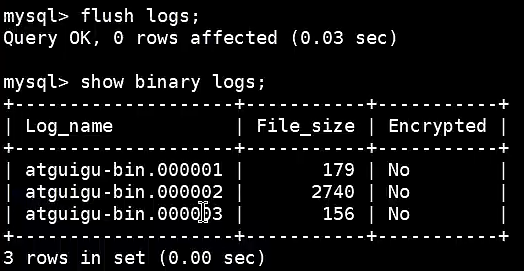 mysql> flush logs;
Query OK, 0 rows affected (0.03 sec)
mysql> show binary logs;
+--------------------+-----------+-----------+
| Log_name           | File_size | Encrypted |
+--------------------+-----------+-----------+
| atguigu-bin.000001 |       179 | No        |
| atguigu-bin.000002 |      2740 | No        |
| atguigu-bin.000003 |       156 | No        |
+--------------------+-----------+-----------+
3 rows in set (0.00 sec)